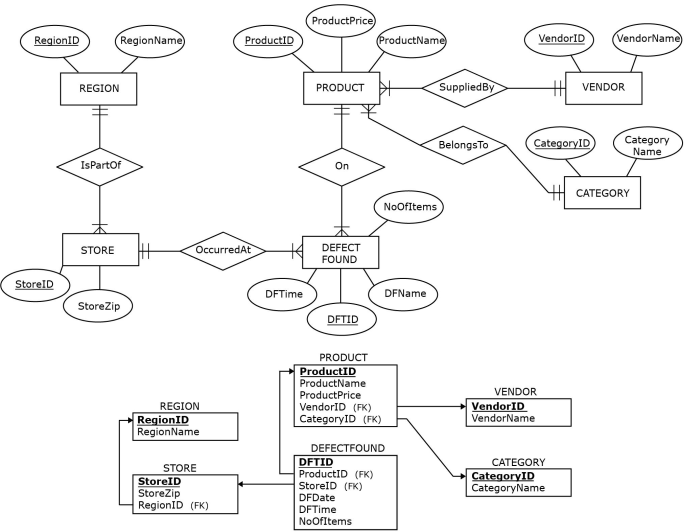 ProductPrice
RegionID RegionName ProductID ProductName VendorID VendorName
REGION PRODUCT SuppliedBy VENDOR
BelongsTo CategoryID Category
Name
IsPartOf On
CATEGORY
NoOfItems
STORE OccurredAt DEFECT
FOUND
StoreID DFTime DFName
StoreZip
DFTID
PRODUCT
ProductID
ProductName
ProductPrice
VendorID (FK)
CategoryID (FK)
REGION
RegionID
RegionName
VENDOR
VendorID
VendorName
DEFECTFOUND
DFTID
ProductID (FK)
StoreID (FK)
DFDate
DFTime
NoOfItems
STORE
StoreID
StoreZip
RegionID (FK)
CATEGORY
CategoryID
CategoryName